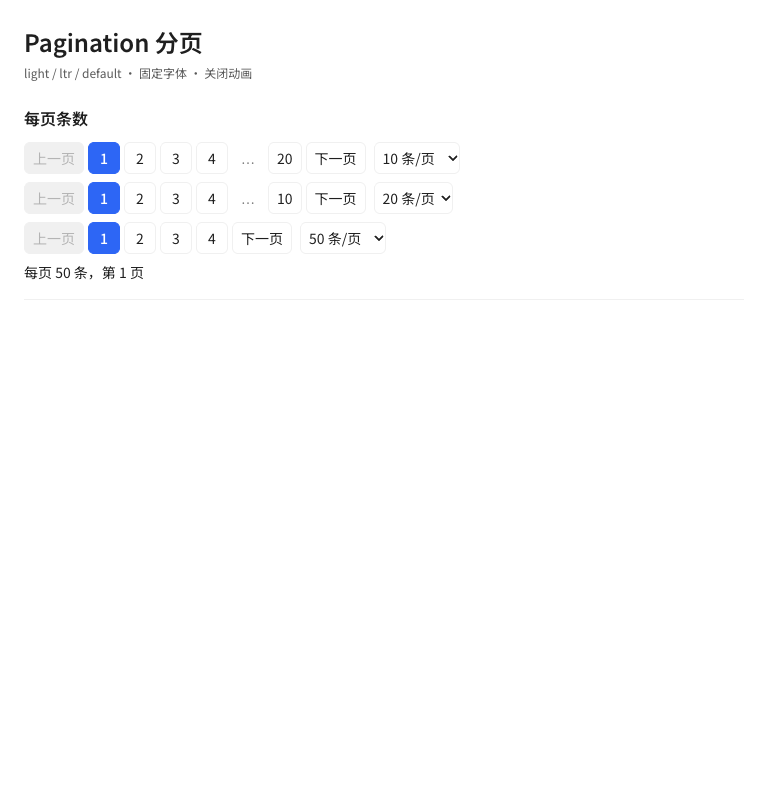 Pagination 分页
light / ltr / default ・ 固定字体 ・ 关闭动画
每页条数
上一页 1 2 3 4 … 20 下一页 10 条/页
上一页 1 2 3 4 … 10 下一页 20 条/页
上一页 1 2 3 4 下一页 50 条/页
每页 50 条，第 1 页